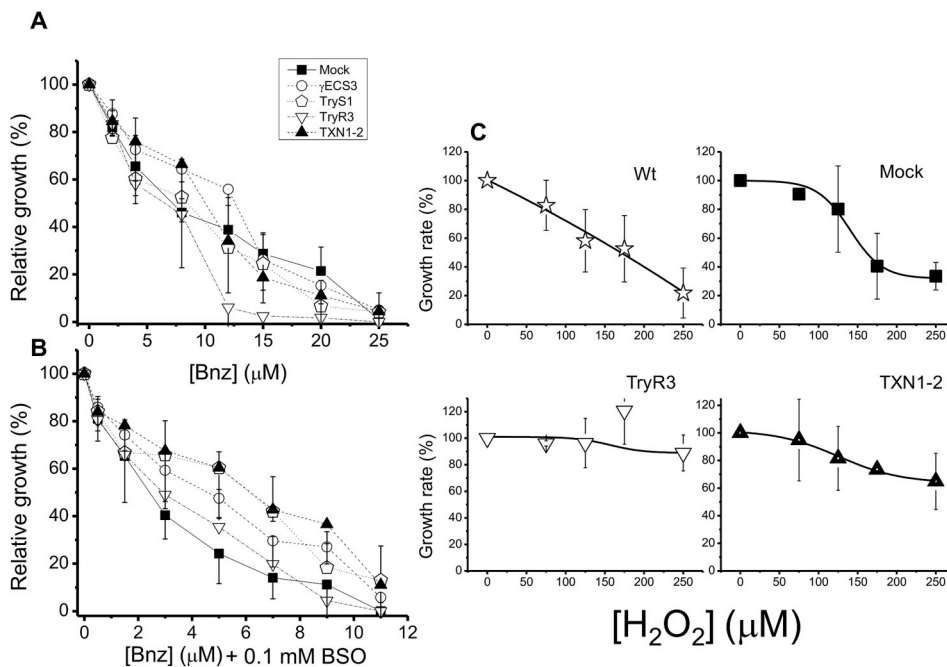 A
Relative growth (%)
100
80
60
40
20
0
Mock
γECS3
TryS1
TryR3
TXN1-2
0 5 10 15 20 25
[Bnz] (μM)
B
Relative growth (%)
100
80
60
40
20
0
0 2 4 6 8 10 12
[Bnz] (μM) + 0.1 mM BSO
C
Growth rate (%)
Wt
120
100
80
60
40
20
0
0 50 100 150 200 250
Mock
120
100
80
60
40
20
0
0 50 100 150 200 250
Growth rate (%)
TryR3
120
100
80
60
40
20
0
0 50 100 150 200 250
TXN1-2
120
100
80
60
40
20
0
0 50 100 150 200 250
[H₂O₂] (μM)